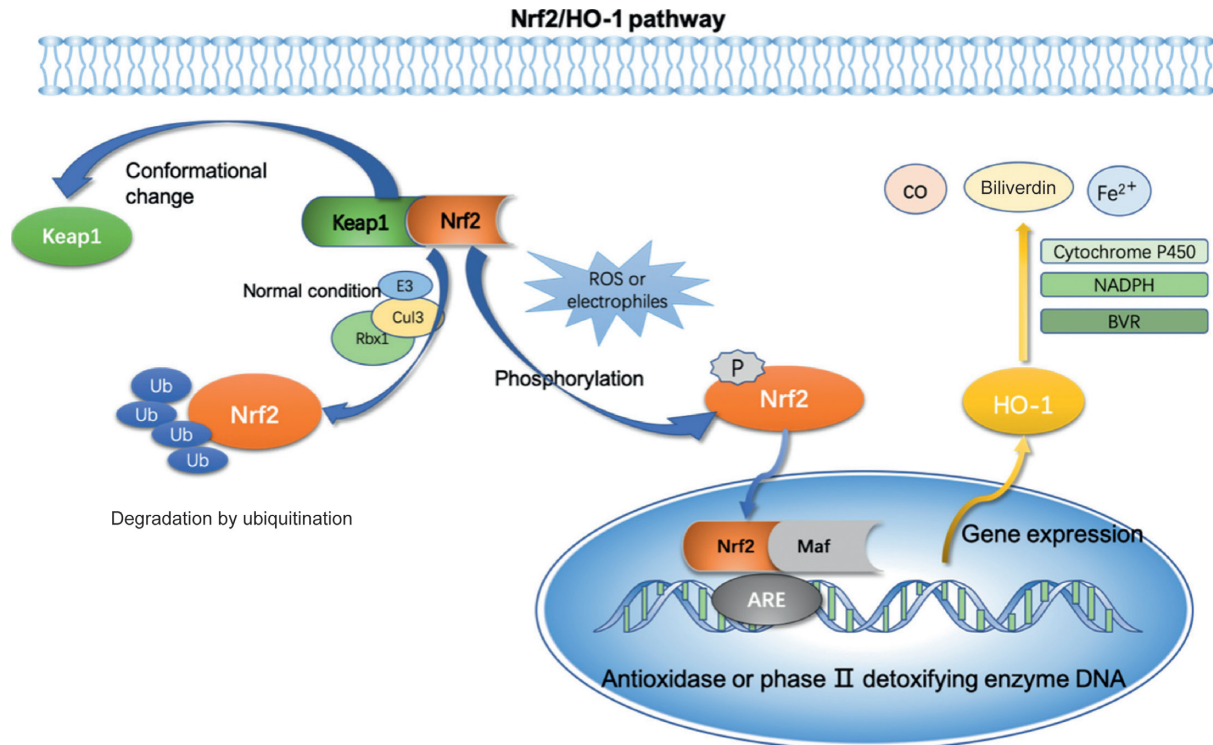 Nrf2/HO-1 pathway
Conformational
change
Keap1
Keap1
Nrf2
Normal condition
E3
Cul3
Rbx1
ROS or
electrophiles
Phosphorylation
Ub
Ub
Ub
Ub
Nrf2
Degradation by ubiquitination
P
Nrf2
CO
Biliverdin
Fe²⁺
Cytochrome P450
NADPH
BVR
HO-1
Gene expression
Nrf2
Maf
ARE
Antioxidase or phase Ⅱ detoxifying enzyme DNA